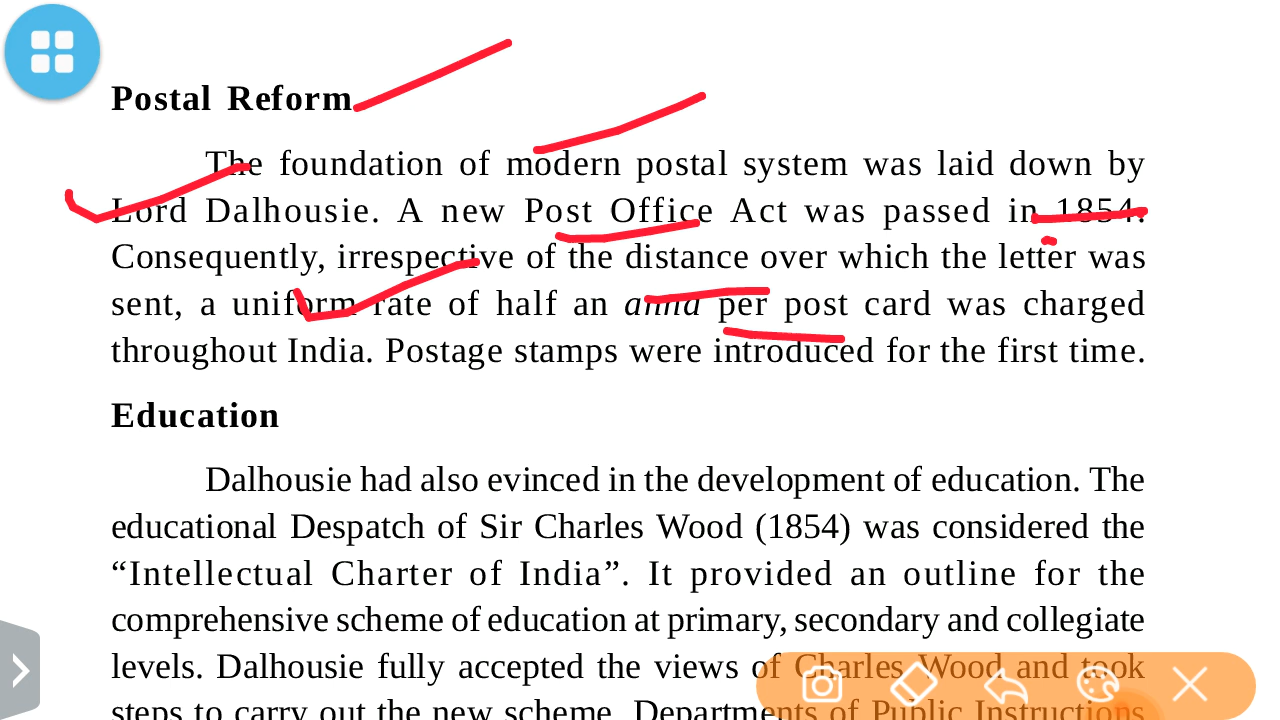 Postal Reform
The foundation of modern postal system was laid down by
Lord Dalhousie. A new Post Office Act was passed in 1854.
Consequently, irrespective of the distance over which the letter was
sent, a uniform rate of half an anna per post card was charged
throughout India. Postage stamps were introduced for the first time.
Education
Dalhousie had also evinced in the development of education. The
educational Despatch of Sir Charles Wood (1854) was considered the
“Intellectual Charter of India”. It provided an outline for the
comprehensive scheme of education at primary, secondary and collegiate
levels. Dalhousie fully accepted the views of Charles Wood and took
steps to carry out the new scheme. Departments of Public Instructions